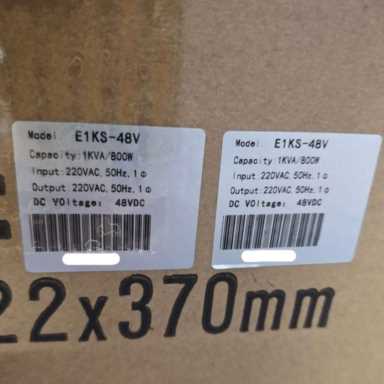 Model: E1KS-48V
Capacity:1KVA/800W
Input:220VAC, 50Hz, 1Φ
Output:220VAC, 50Hz, 1Φ
DC Voltage: 48VDC
Model: E1KS-48V
Capacity:1KVA/800W
Input:220VAC, 50Hz, 1Φ
Output:220VAC, 50Hz, 1Φ
DC Voltage: 48VDC
22x370mm